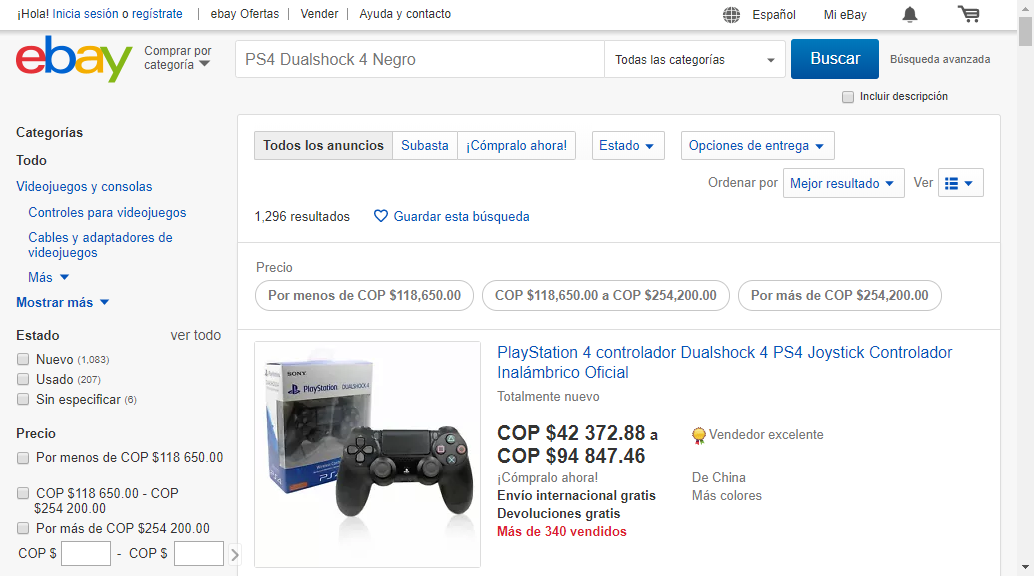 ¡Hola! Inicia sesión o regístrate | ebay Ofertas | Vender | Ayuda y contacto
Español Mi eBay
ebay
Comprar por
categoría
PS4 Dualshock 4 Negro
Todas las categorías
Buscar
Búsqueda avanzada
Incluir descripción
Categorías
Todo
Videojuegos y consolas
Controles para videojuegos
Cables y adaptadores de
videojuegos
Más
Mostrar más
Estado ver todo
Nuevo (1,083)
Usado (207)
Sin especificar (6)
Precio
Por menos de COP $118 650.00
COP $118 650.00 - COP
$254 200.00
Por más de COP $254 200.00
COP $ - COP $
Todos los anuncios Subasta ¡Cómpralo ahora! Estado Opciones de entrega
Ordenar por Mejor resultado Ver
1,296 resultados Guardar esta búsqueda
Precio
Por menos de COP $118,650.00 COP $118,650.00 a COP $254,200.00 Por más de COP $254,200.00
SONY
PlayStation DUALSHOCK 4
PS4
PlayStation 4 controlador Dualshock 4 PS4 Joystick Controlador
Inalámbrico Oficial
Totalmente nuevo
COP $42 372.88 a
COP $94 847.46
¡Cómpralo ahora!
Envío internacional gratis
Devoluciones gratis
Más de 340 vendidos
Vendedor excelente
De China
Más colores